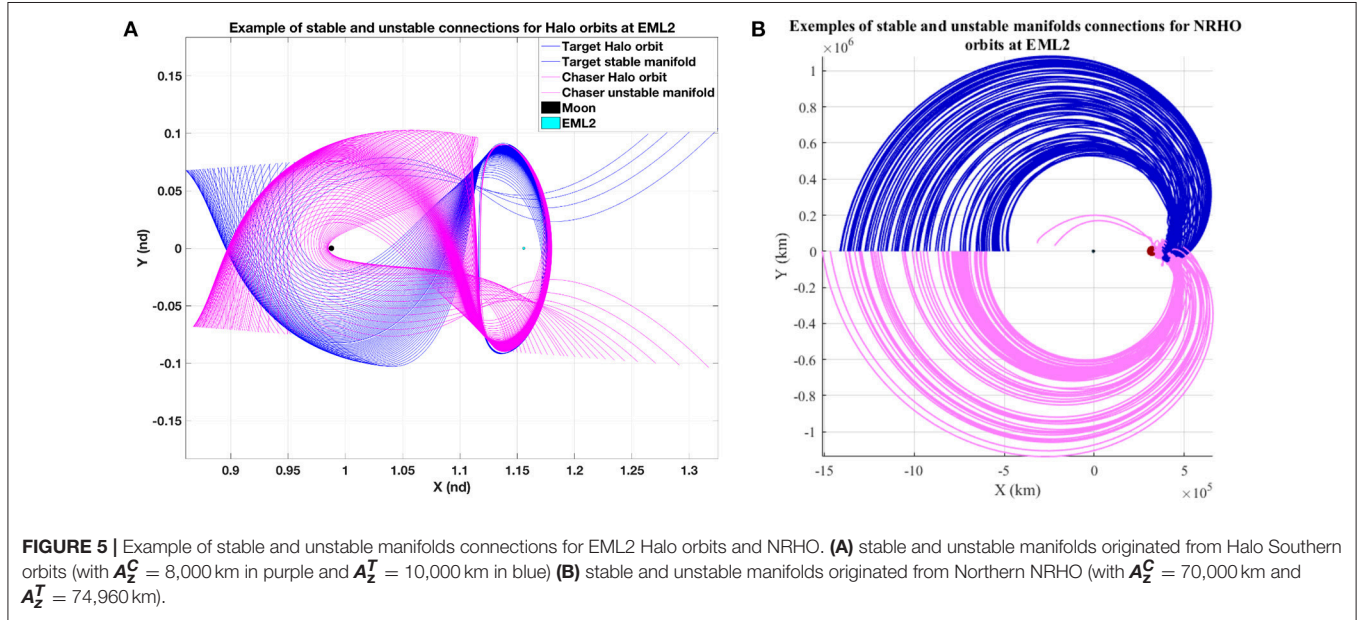 A
Example of stable and unstable connections for Halo orbits at EML2
Target Halo orbit
Target stable manifold
Chaser Halo orbit
Chaser unstable manifold
Moon
EML2
0.15
0.1
0.05
0
-0.05
-0.1
-0.15
Y (nd)
0.9
0.95
1
1.05
1.1
1.15
1.2
1.25
1.3
X (nd)
B
Exemples of stable and unstable manifolds connections for NRHO
orbits at EML2
×10⁶
1
0.8
0.6
0.4
0.2
0
-0.2
-0.4
-0.6
-0.8
-1
Y (km)
-15
-10
-5
0
5
X (km)
×10⁵
FIGURE 5 | Example of stable and unstable manifolds connections for EML2 Halo orbits and NRHO. (A) stable and unstable manifolds originated from Halo Southern
orbits (with A_z^C = 8,000 km in purple and A_z^T = 10,000 km in blue) (B) stable and unstable manifolds originated from Northern NRHO (with A_z^C = 70,000 km and
A_z^T = 74,960 km).